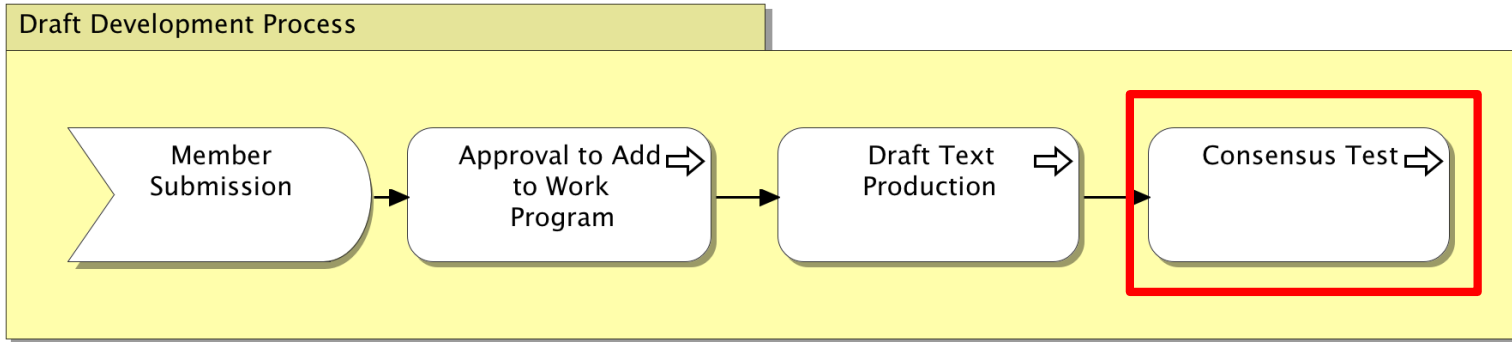 Draft Development Process
Member
Submission
Approval to Add
to Work
Program
Draft Text
Production
Consensus Test